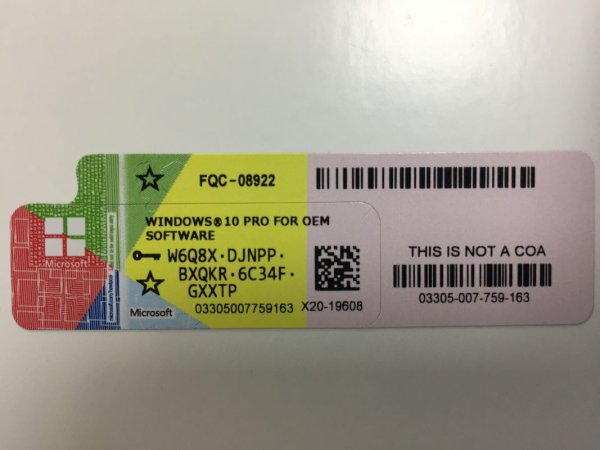 FQC-08922
WINDOWS®10 PRO FOR OEM
SOFTWARE
W6Q8X·DJNPP·
BXQKR·6C34F·
GXXTP
03305007759163 X20-19608
Microsoft
Microsoft
THIS IS NOT A COA
03305-007-759-163